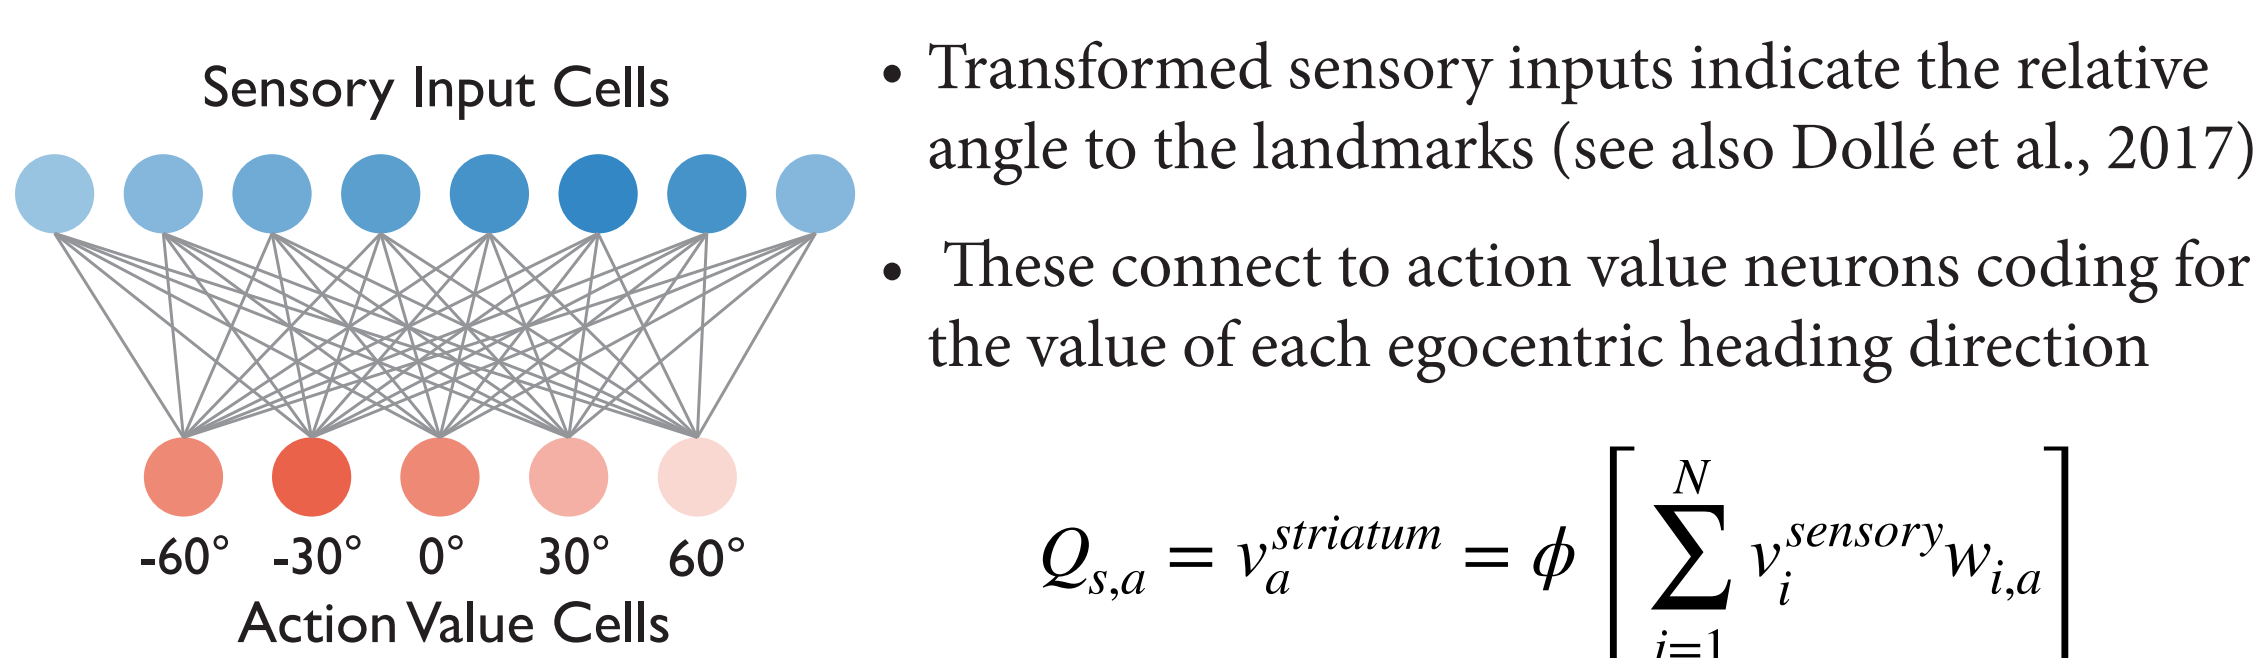 Sensory Input Cells
-60° -30° 0° 30° 60°
Action Value Cells
• Transformed sensory inputs indicate the relative
angle to the landmarks (see also Dollé et al., 2017)
• These connect to action value neurons coding for
the value of each egocentric heading direction
Q_{s,a} = v_a^{striatum} = ϕ [ ∑_{i=1}^{N} v_i^{sensory} w_{i,a} ]